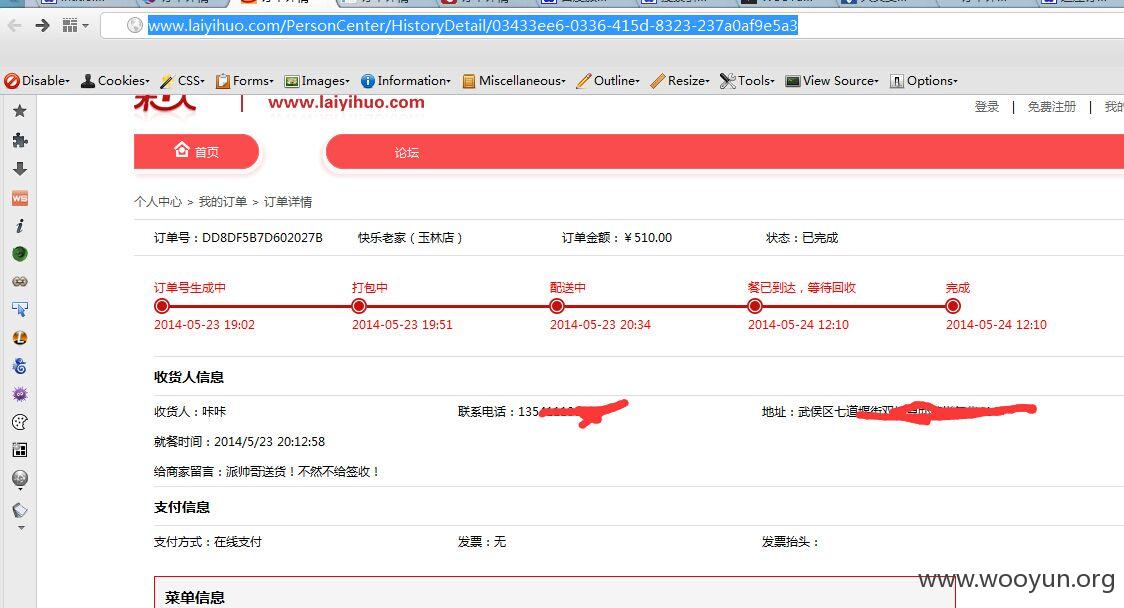 www.laiyihuo.com/PersonCenter/HistoryDetail/03433ee6-0336-415d-8323-237a0af9e5a3
Disable Cookies CSS Forms Images Information Miscellaneous Outline Resize Tools View Source Options
www.laiyihuo.com
登录 | 免费注册 | 我的
首页 论坛
个人中心 > 我的订单 > 订单详情
订单号：DD8DF5B7D602027B 快乐老家（玉林店） 订单金额：￥510.00 状态：已完成
订单号生成中 打包中 配送中 餐已到达，等待回收 完成
2014-05-23 19:02 2014-05-23 19:51 2014-05-23 20:34 2014-05-24 12:10 2014-05-24 12:10
收货人信息
收货人：咔咔 联系电话：135 地址：武侯区七道堰街
就餐时间：2014/5/23 20:12:58
给商家留言：派帅哥送货！不然不给签收！
支付信息
支付方式：在线支付 发票：无 发票抬头：
菜单信息
www.wooyun.org